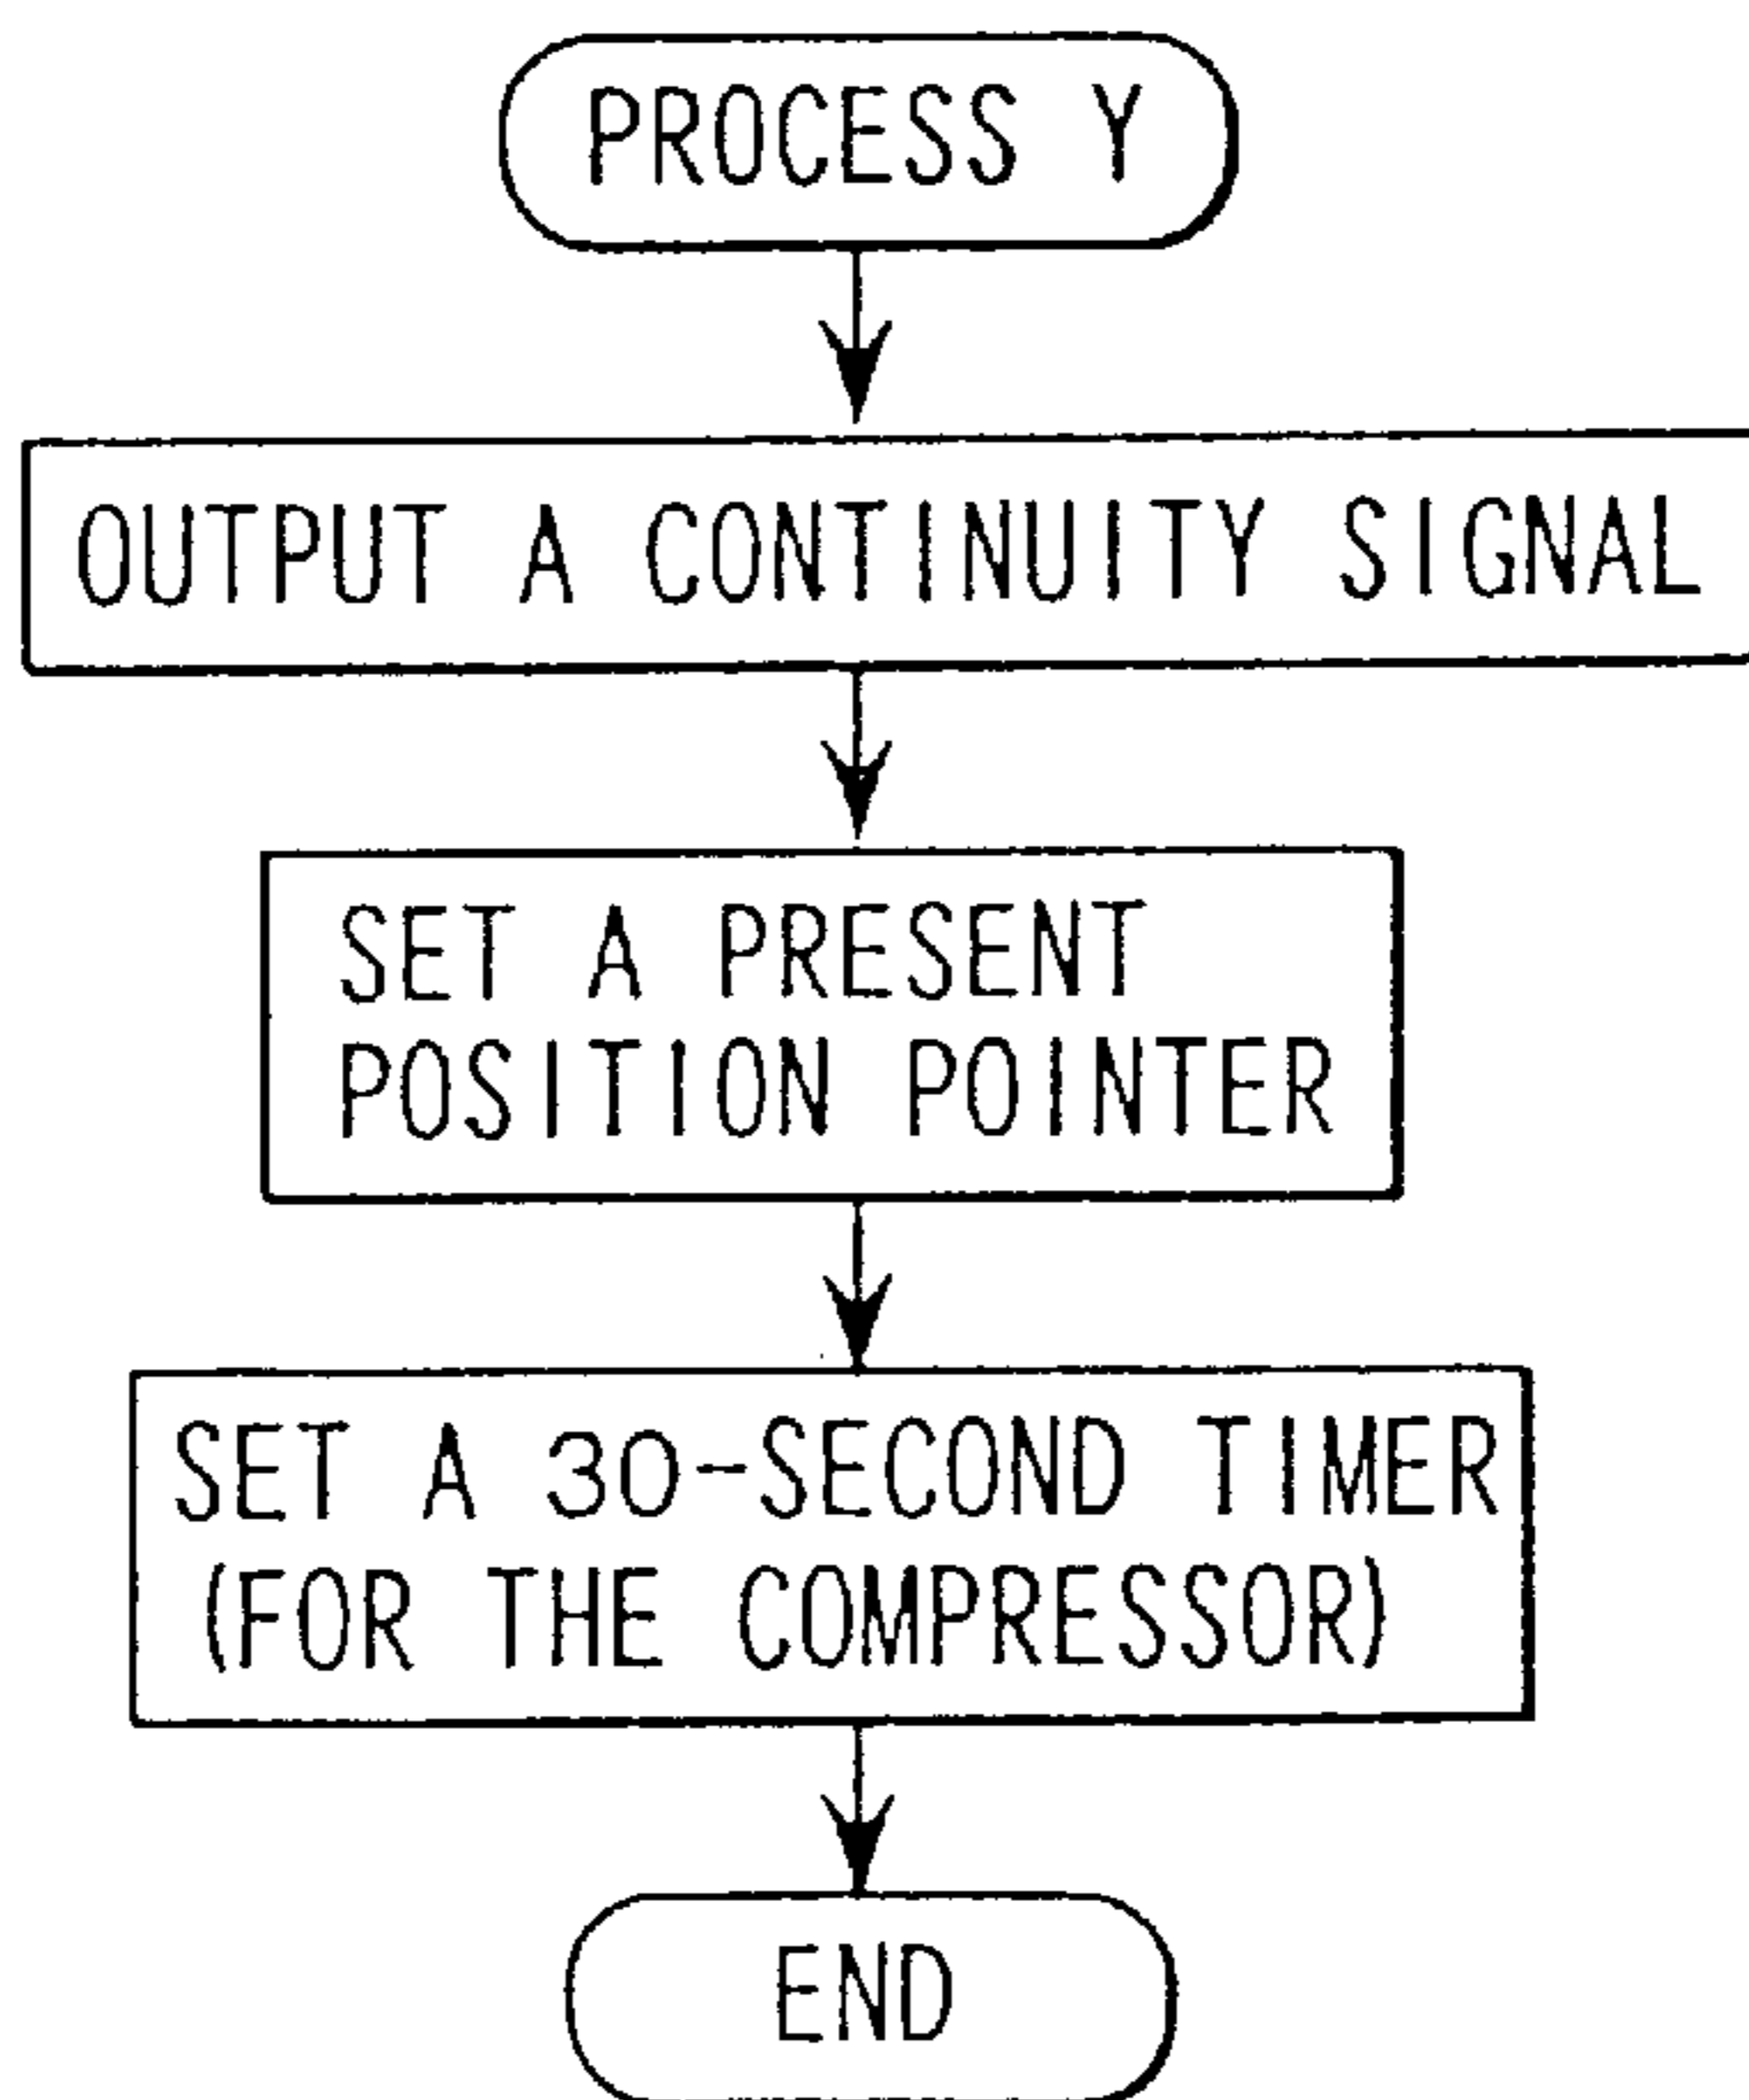 PROCESS Y
OUTPUT A CONTINUITY SIGNAL
SET A PRESENT
POSITION POINTER
SET A 30-SECOND TIMER
(FOR THE COMPRESSOR)
END